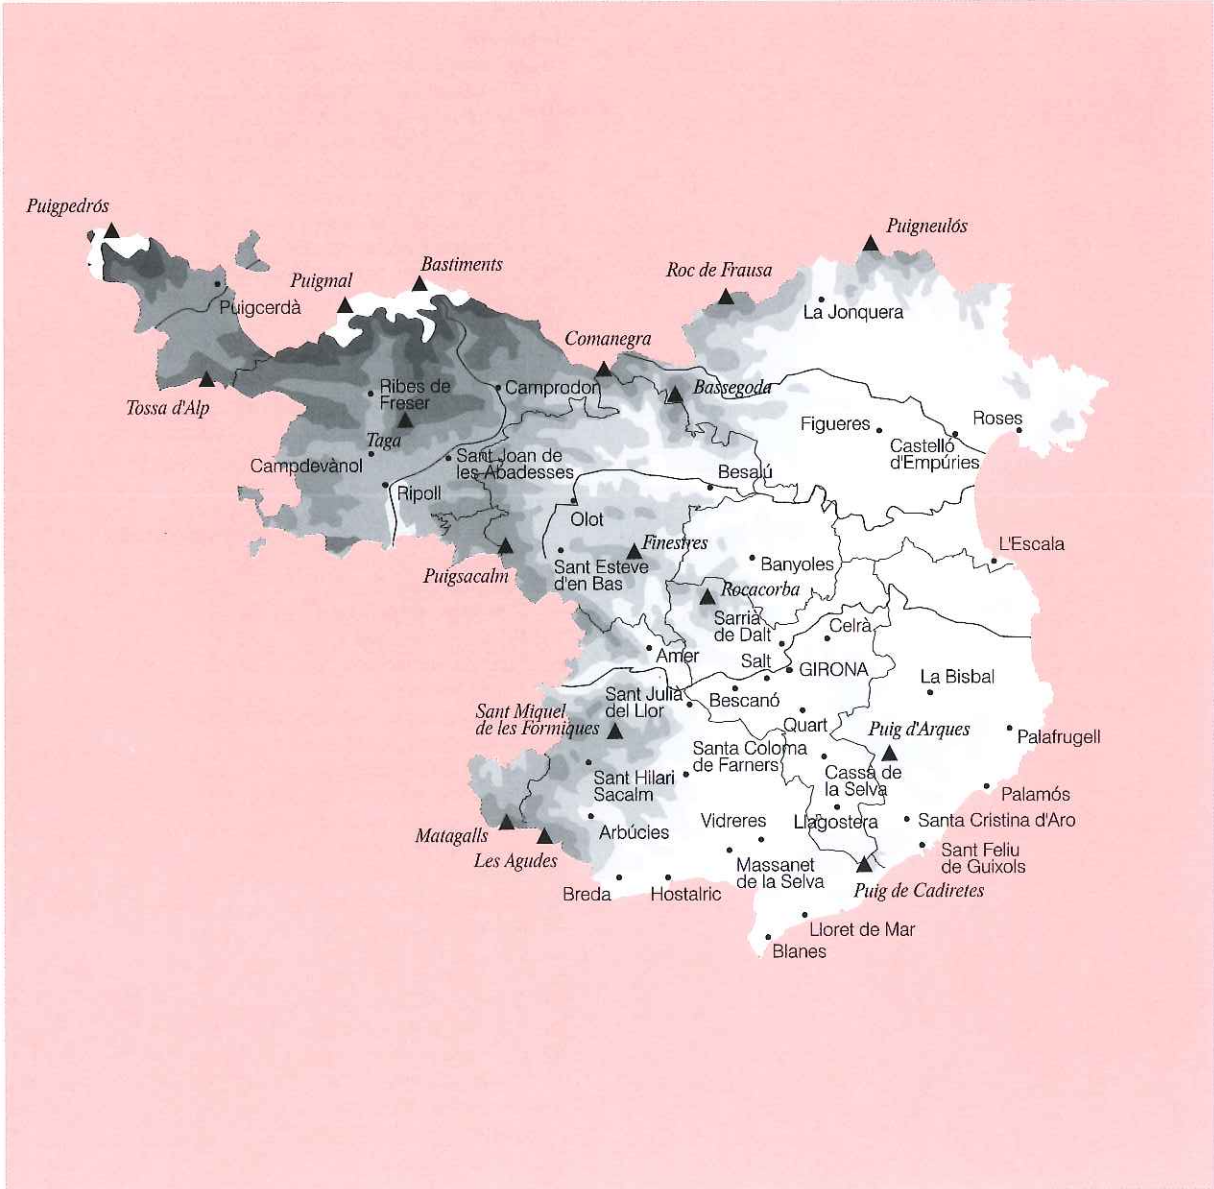 Puigpedrós
Puigneulós
Puigmal
Bastiments
Roc de Frausa
Puigcerdà
La Jonquera
Comanegra
Tossa d'Alp
Ribes de
Freser
Camprodon
Bassegoda
Taga
Figueres
Roses
Castelló
d'Empúries
Campdevànol
Sant Joan de
les Abadesses
Besalú
Ripoll
Olot
Finestres
L'Escala
Puigsacalm
Sant Esteve
d'en Bas
Banyoles
Rocacorba
Sarrià
de Dalt
Celrà
Amer
Salt
GIRONA
La Bisbal
Sant Julià
del Llor
Bescanó
Sant Miquel
de les Formiques
Quart
Puig d'Arques
Palafrugell
Santa Coloma
de Farners
Sant Hilari
Sacalm
Cassà de
la Selva
Palamós
Matagalls
Arbúcies
Vidreres
Llagostera
Santa Cristina d'Aro
Les Agudes
Massanet
de la Selva
Sant Feliu
de Guixols
Breda
Hostalric
Puig de Cadiretes
Lloret de Mar
Blanes